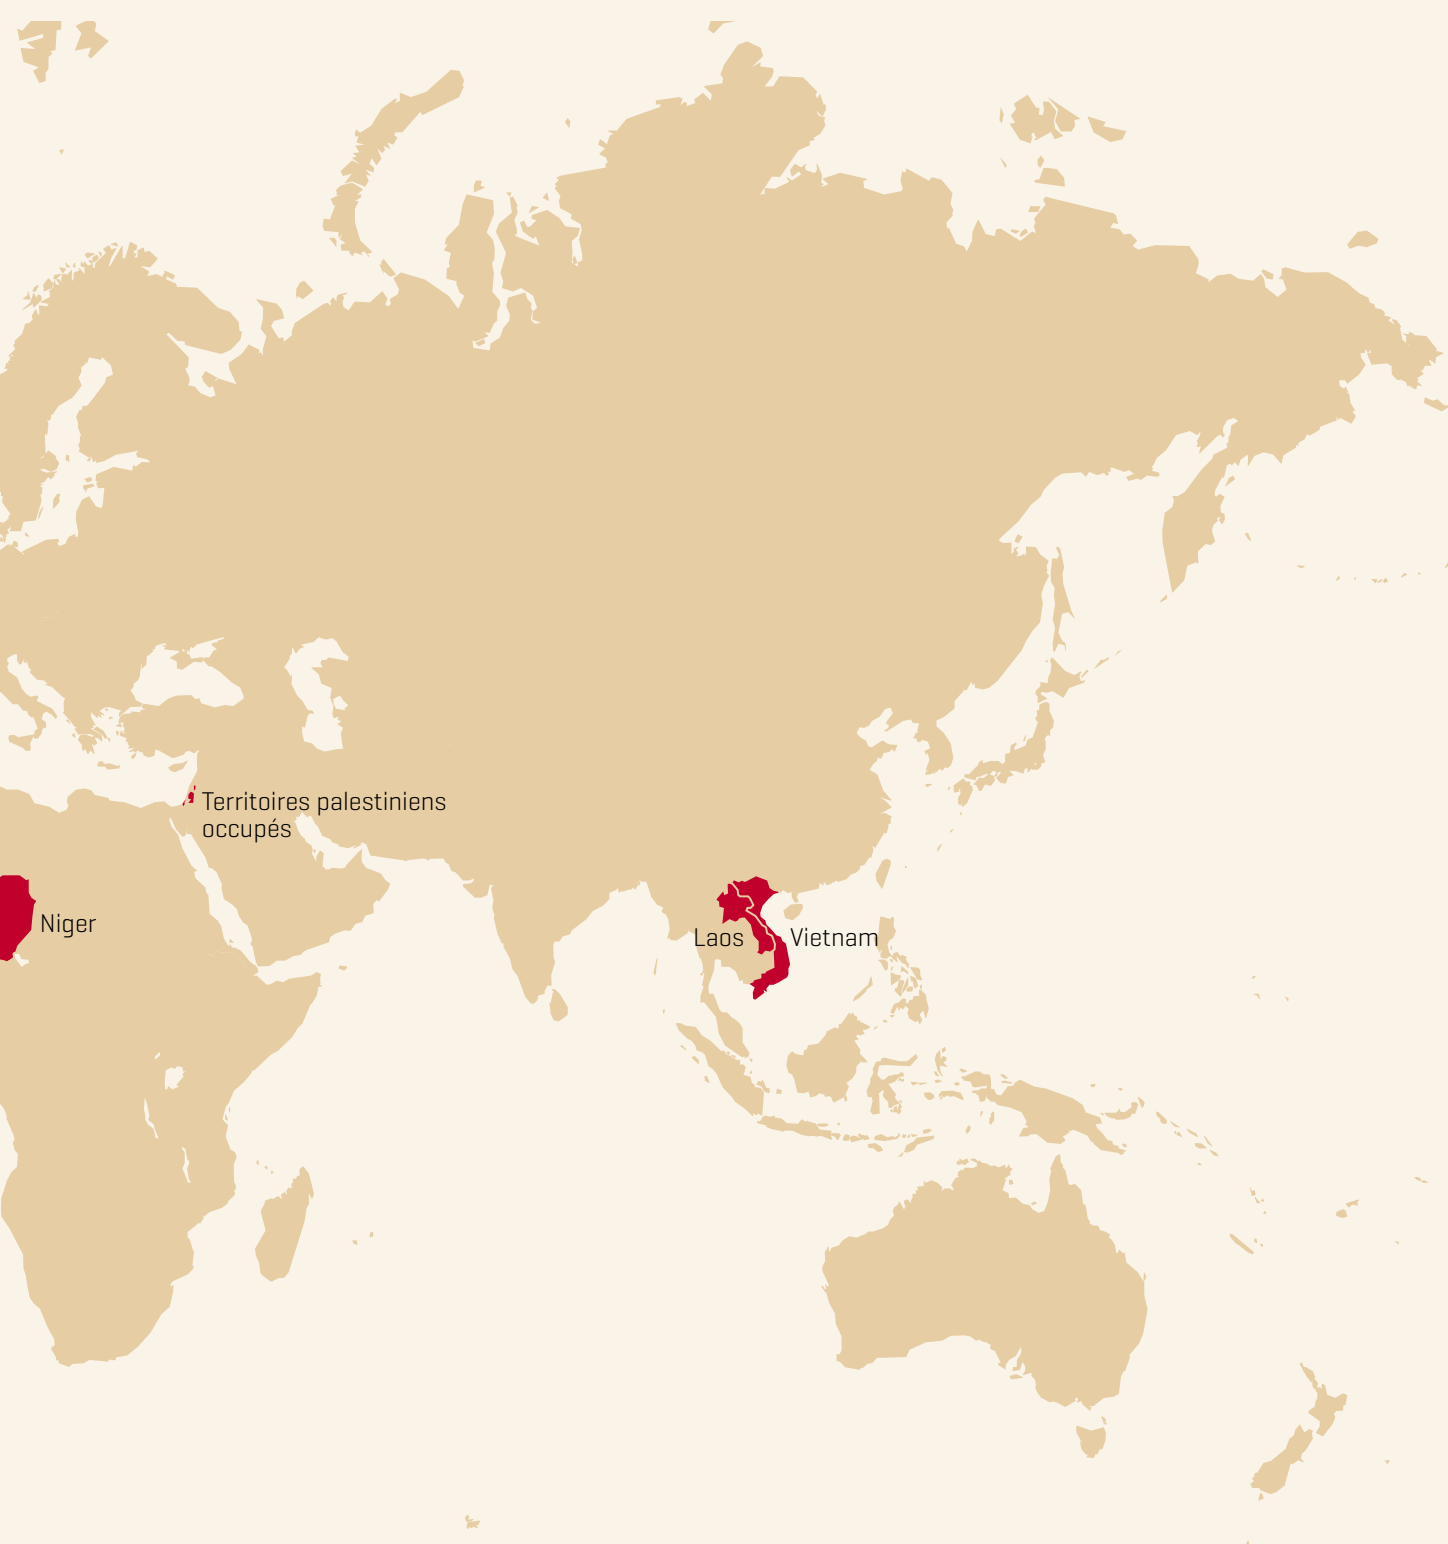 Territoires palestiniens
occupés
Niger
Laos
Vietnam